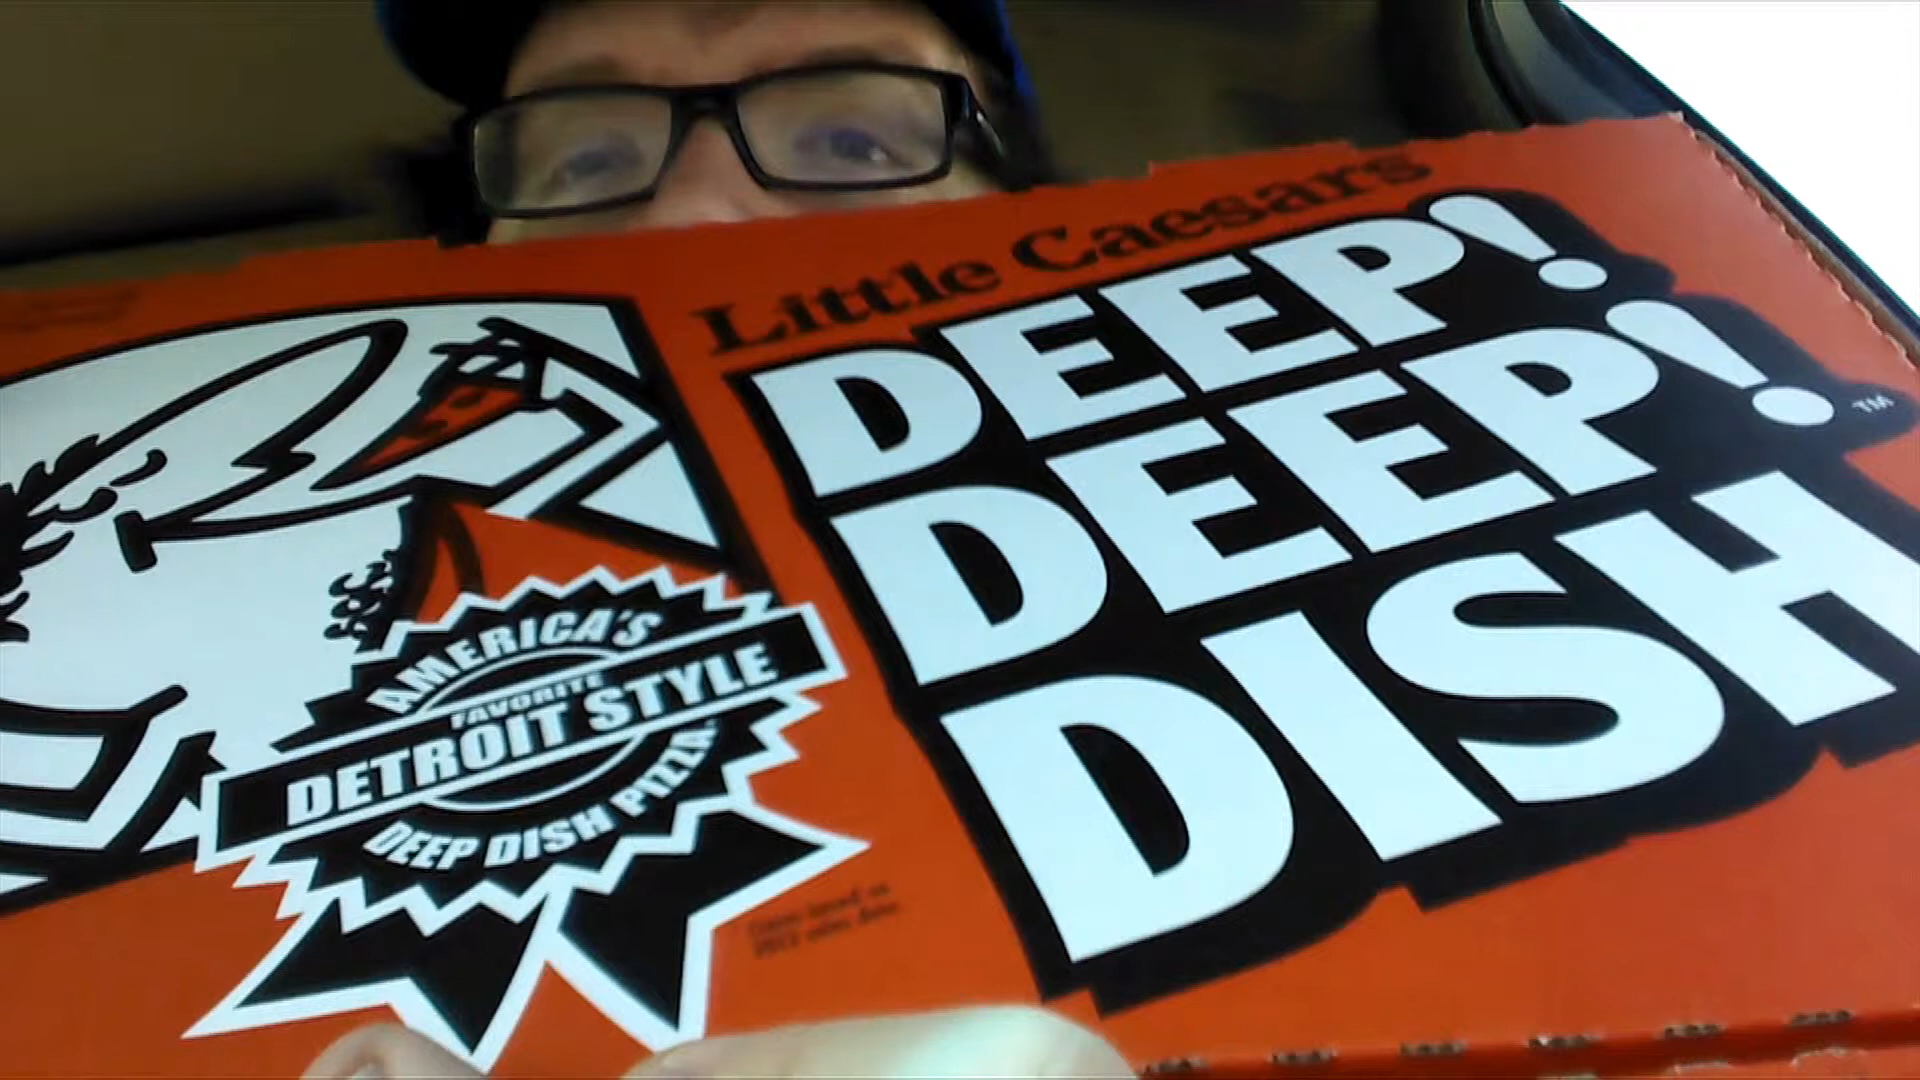 Little Caesars
DEEP!
DEEP!™
DISH
AMERICA'S
FAVORITE
DETROIT STYLE
DEEP DISH PIZZA.